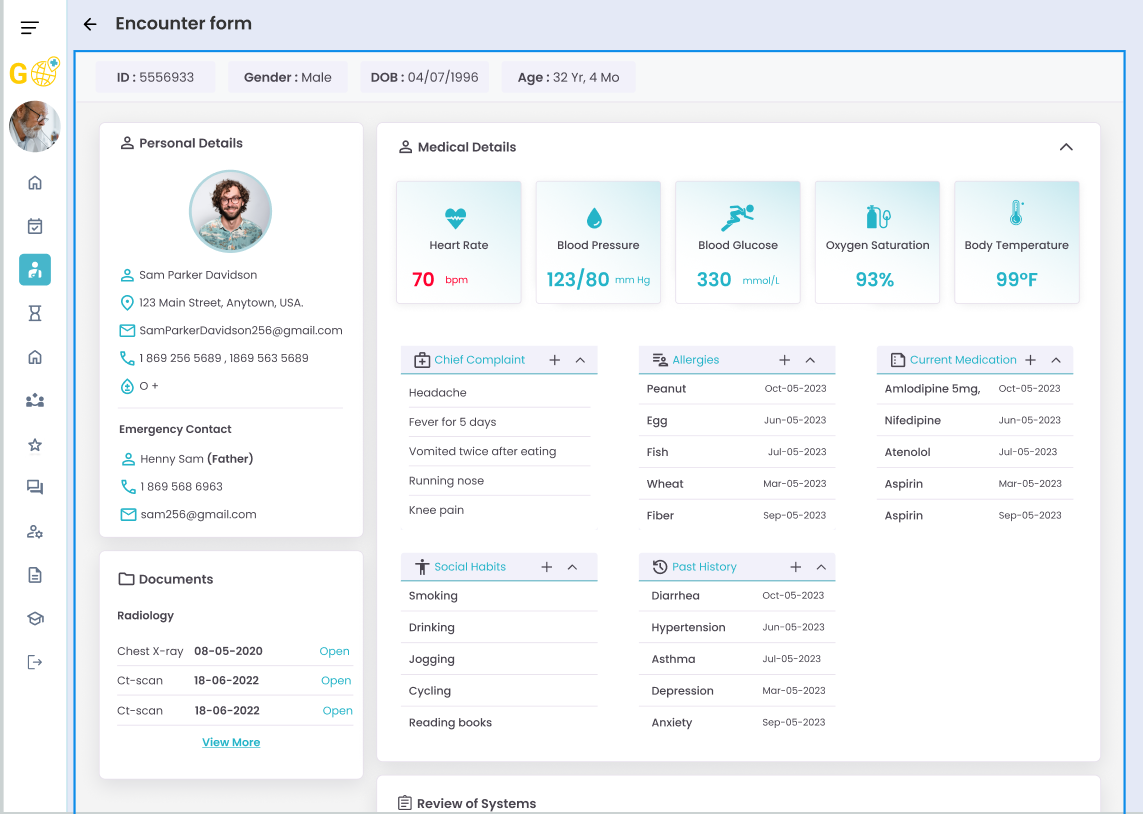 Encounter form
G
ID : 5556933
Gender : Male
DOB : 04/07/1996
Age : 32 Yr, 4 Mo
Personal Details
Sam Parker Davidson
123 Main Street, Anytown, USA.
SamParkerDavidson256@gmail.com
1 869 256 5689 , 1869 563 5689
O +
Emergency Contact
Henny Sam (Father)
1 869 568 6963
sam256@gmail.com
Documents
Radiology
Chest X-ray 08-05-2020 Open
Ct-scan 18-06-2022 Open
Ct-scan 18-06-2022 Open
View More
Medical Details
Heart Rate
70 bpm
Blood Pressure
123/80 mm Hg
Blood Glucose
330 mmol/L
Oxygen Saturation
93%
Body Temperature
99°F
Chief Complaint
Headache
Fever for 5 days
Vomited twice after eating
Running nose
Knee pain
Allergies
Peanut Oct-05-2023
Egg Jun-05-2023
Fish Jul-05-2023
Wheat Mar-05-2023
Fiber Sep-05-2023
Current Medication
Amlodipine 5mg, Oct-05-2023
Nifedipine Jun-05-2023
Atenolol Jul-05-2023
Aspirin Mar-05-2023
Aspirin Sep-05-2023
Social Habits
Smoking
Drinking
Jogging
Cycling
Reading books
Past History
Diarrhea Oct-05-2023
Hypertension Jun-05-2023
Asthma Jul-05-2023
Depression Mar-05-2023
Anxiety Sep-05-2023
Review of Systems